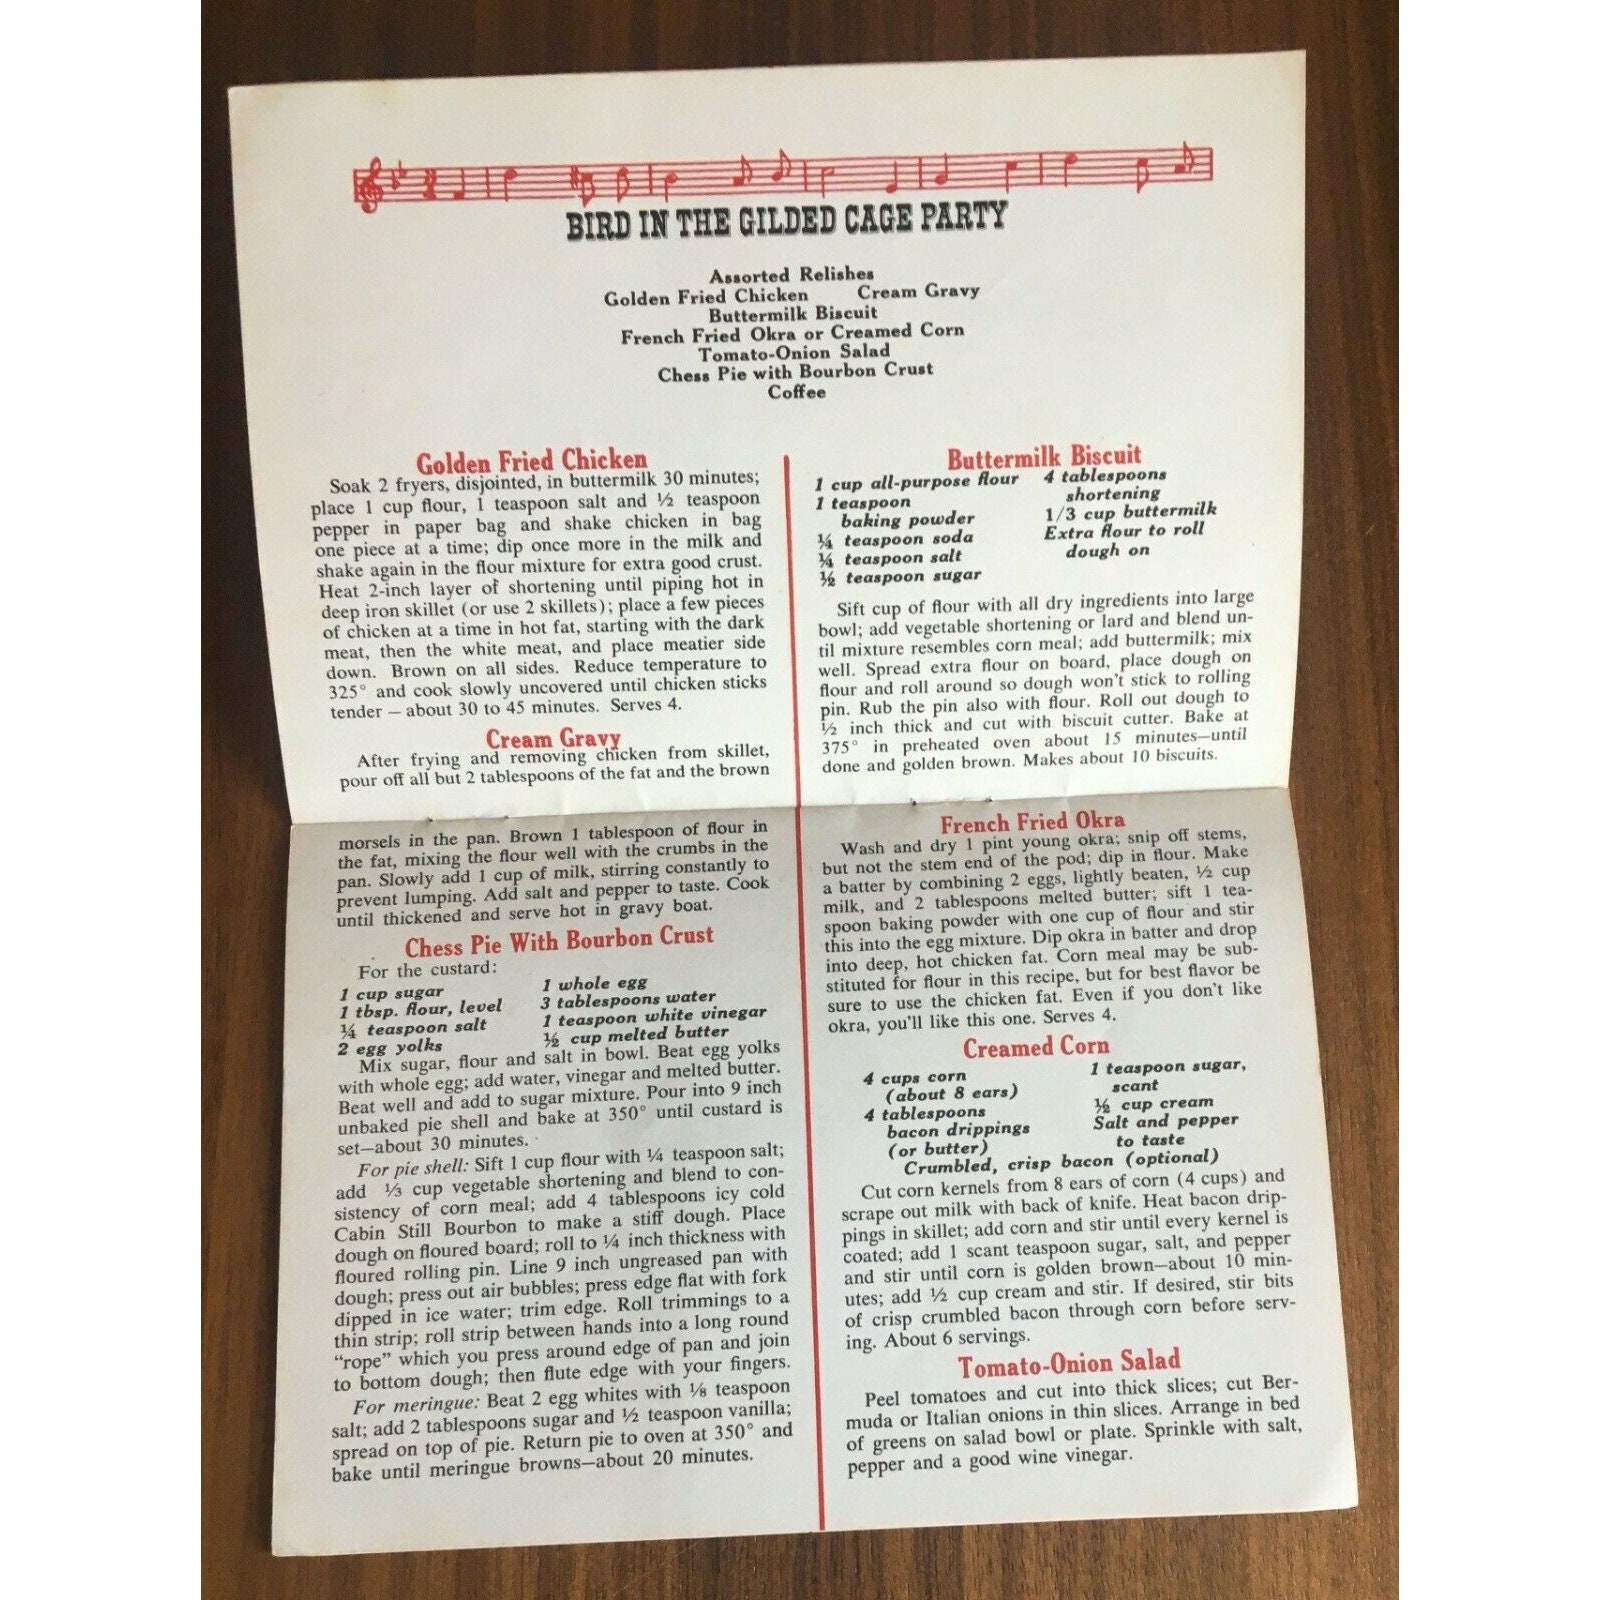 BIRD IN THE GILDED CAGE PARTY
Assorted Relishes
Golden Fried Chicken Cream Gravy
Buttermilk Biscuit
French Fried Okra or Creamed Corn
Tomato-Onion Salad
Chess Pie with Bourbon Crust
Coffee
Golden Fried Chicken
Soak 2 fryers, disjointed, in buttermilk 30 minutes;
place 1 cup flour, 1 teaspoon salt and ½ teaspoon
pepper in paper bag and shake chicken in bag
one piece at a time; dip once more in the milk and
shake again in the flour mixture for extra good crust.
Heat 2-inch layer of shortening until piping hot in
deep iron skillet (or use 2 skillets); place a few pieces
of chicken at a time in hot fat, starting with the dark
meat, then the white meat, and place meatier side
down. Brown on all sides. Reduce temperature to
325° and cook slowly uncovered until chicken sticks
tender — about 30 to 45 minutes. Serves 4.
Cream Gravy
After frying and removing chicken from skillet,
pour off all but 2 tablespoons of the fat and the brown
morsels in the pan. Brown 1 tablespoon of flour in
the fat, mixing the flour well with the crumbs in the
pan. Slowly add 1 cup of milk, stirring constantly to
prevent lumping. Add salt and pepper to taste. Cook
until thickened and serve hot in gravy boat.
Chess Pie With Bourbon Crust
For the custard:
1 cup sugar
1 tbsp. flour, level
¼ teaspoon salt
2 egg yolks
1 whole egg
3 tablespoons water
1 teaspoon white vinegar
½ cup melted butter
Mix sugar, flour and salt in bowl. Beat egg yolks
with whole egg; add water, vinegar and melted butter.
Beat well and add to sugar mixture. Pour into 9 inch
unbaked pie shell and bake at 350° until custard is
set—about 30 minutes.
For pie shell: Sift 1 cup flour with ¼ teaspoon salt;
add ⅓ cup vegetable shortening and blend to con-
sistency of corn meal; add 4 tablespoons icy cold
Cabin Still Bourbon to make a stiff dough. Place
dough on floured board; roll to ¼ inch thickness with
floured rolling pin. Line 9 inch ungreased pan with
dough; press out air bubbles; press edge flat with fork
dipped in ice water; trim edge. Roll trimmings to a
thin strip; roll strip between hands into a long round
“rope” which you press around edge of pan and join
to bottom dough; then flute edge with your fingers.
For meringue: Beat 2 egg whites with ⅛ teaspoon
salt; add 2 tablespoons sugar and ½ teaspoon vanilla;
spread on top of pie. Return pie to oven at 350° and
bake until meringue browns—about 20 minutes.
Buttermilk Biscuit
1 cup all-purpose flour
1 teaspoon
baking powder
¼ teaspoon soda
¼ teaspoon salt
½ teaspoon sugar
4 tablespoons
shortening
1/3 cup buttermilk
Extra flour to roll
dough on
Sift cup of flour with all dry ingredients into large
bowl; add vegetable shortening or lard and blend un-
til mixture resembles corn meal; add buttermilk; mix
well. Spread extra flour on board, place dough on
flour and roll around so dough won't stick to rolling
pin. Rub the pin also with flour. Roll out dough to
½ inch thick and cut with biscuit cutter. Bake at
375° in preheated oven about 15 minutes—until
done and golden brown. Makes about 10 biscuits.
French Fried Okra
Wash and dry 1 pint young okra; snip off stems,
but not the stem end of the pod; dip in flour. Make
a batter by combining 2 eggs, lightly beaten, ½ cup
milk, and 2 tablespoons melted butter; sift 1 tea-
spoon baking powder with one cup of flour and stir
this into the egg mixture. Dip okra in batter and drop
into deep, hot chicken fat. Corn meal may be sub-
stituted for flour in this recipe, but for best flavor be
sure to use the chicken fat. Even if you don't like
okra, you'll like this one. Serves 4.
Creamed Corn
4 cups corn
(about 8 ears)
4 tablespoons
bacon drippings
(or butter)
1 teaspoon sugar,
scant
½ cup cream
Salt and pepper
to taste
Crumbled, crisp bacon (optional)
Cut corn kernels from 8 ears of corn (4 cups) and
scrape out milk with back of knife. Heat bacon drip-
pings in skillet; add corn and stir until every kernel is
coated; add 1 scant teaspoon sugar, salt, and pepper
and stir until corn is golden brown—about 10 min-
utes; add ½ cup cream and stir. If desired, stir bits
of crisp crumbled bacon through corn before serv-
ing. About 6 servings.
Tomato-Onion Salad
Peel tomatoes and cut into thick slices; cut Ber-
muda or Italian onions in thin slices. Arrange in bed
of greens on salad bowl or plate. Sprinkle with salt,
pepper and a good wine vinegar.